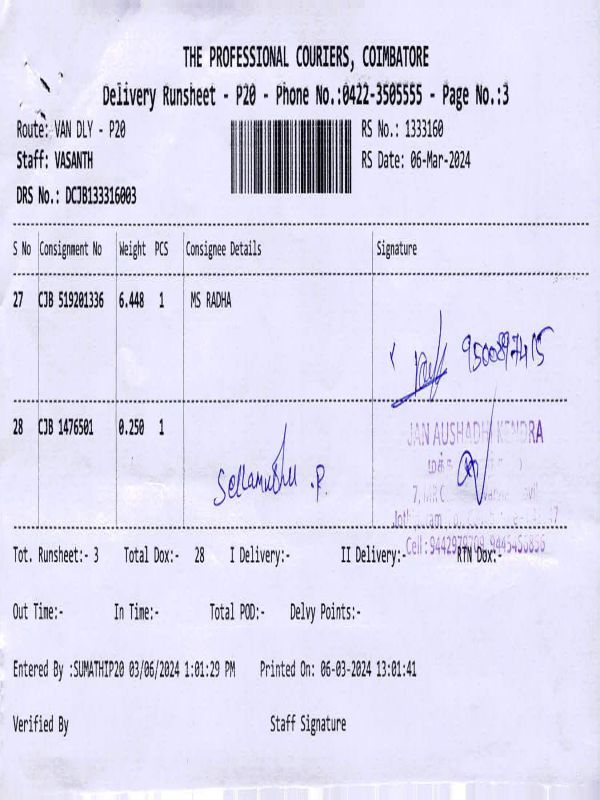 THE PROFESSIONAL COURIERS, COIMBATORE
Delivery Runsheet - P20 - Phone No.:0422-3505555 - Page No.:3
Route: VAN DLY - P20 RS No.: 1333160
Staff: VASANTH RS Date: 06-Mar-2024
DRS No.: DCJB133316003
S No Consignment No Weight PCS Consignee Details Signature
27 CJB 519201336 6.448 1 MS RADHA
9500897415
28 CJB 1476501 0.250 1
JAN AUSHADHI KENDRA
Sellamuthu .P.
7,
Cell : 9445456856
Tot. Runsheet:- 3 Total Dox:- 28 I Delivery:- II Delivery:- RTN Dox:-
Out Time:- In Time:- Total POD:- Delvy Points:-
Entered By :SUMATHIP20 03/06/2024 1:01:29 PM Printed On: 06-03-2024 13:01:41
Verified By Staff Signature